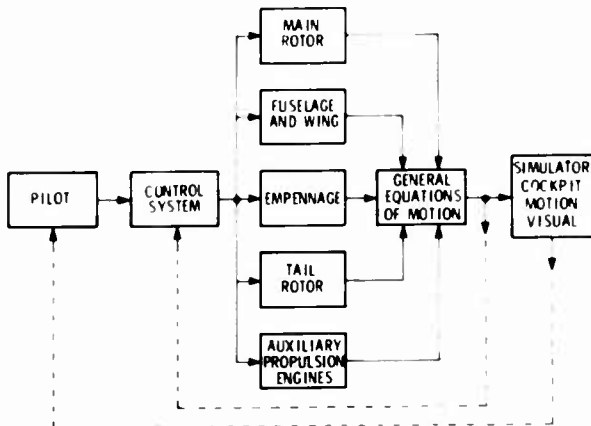 MAIN
ROTOR
FUSELAGE
AND WING
PILOT
CONTROL
SYSTEM
EMPENNAGE
GENERAL
EQUATIONS
OF MOTION
SIMULATOR
COCKPIT
MOTION
VISUAL
TAIL
ROTOR
AUXILIARY
PROPULSION
ENGINES